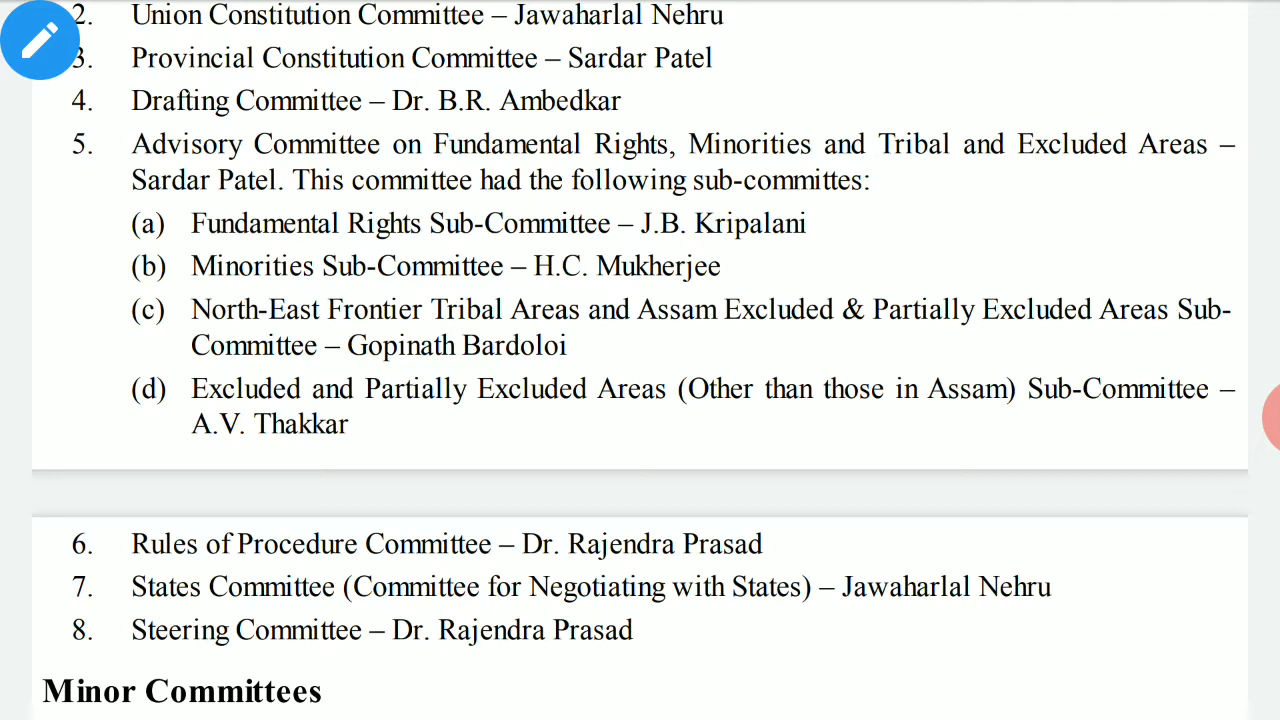 2. Union Constitution Committee – Jawaharlal Nehru
3. Provincial Constitution Committee – Sardar Patel
4. Drafting Committee – Dr. B.R. Ambedkar
5. Advisory Committee on Fundamental Rights, Minorities and Tribal and Excluded Areas –
Sardar Patel. This committee had the following sub-committes:
(a) Fundamental Rights Sub-Committee – J.B. Kripalani
(b) Minorities Sub-Committee – H.C. Mukherjee
(c) North-East Frontier Tribal Areas and Assam Excluded & Partially Excluded Areas Sub-
Committee – Gopinath Bardoloi
(d) Excluded and Partially Excluded Areas (Other than those in Assam) Sub-Committee –
A.V. Thakkar
6. Rules of Procedure Committee – Dr. Rajendra Prasad
7. States Committee (Committee for Negotiating with States) – Jawaharlal Nehru
8. Steering Committee – Dr. Rajendra Prasad
Minor Committees